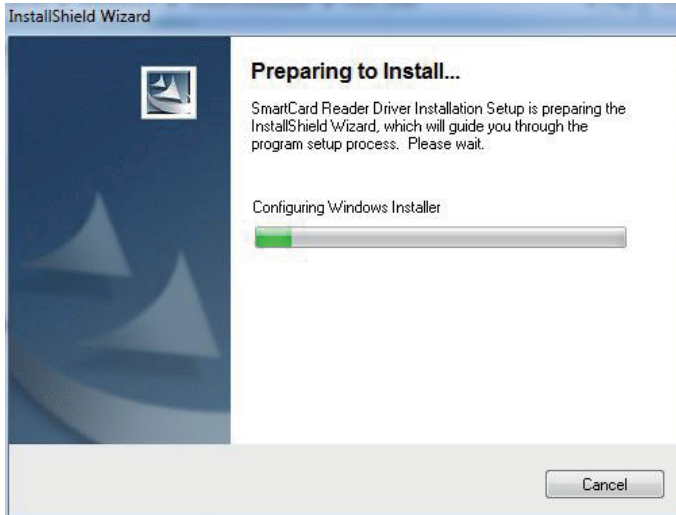 InstallShield Wizard
Preparing to Install...
SmartCard Reader Driver Installation Setup is preparing the
InstallShield Wizard, which will guide you through the
program setup process.  Please wait.
Configuring Windows Installer
Cancel